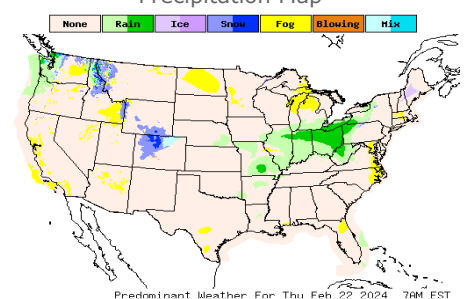 Precipitation Map
None Rain Ice Snow Fog Blowing Mix
Predominant Weather For Thu Feb 22 2024 7AM EST